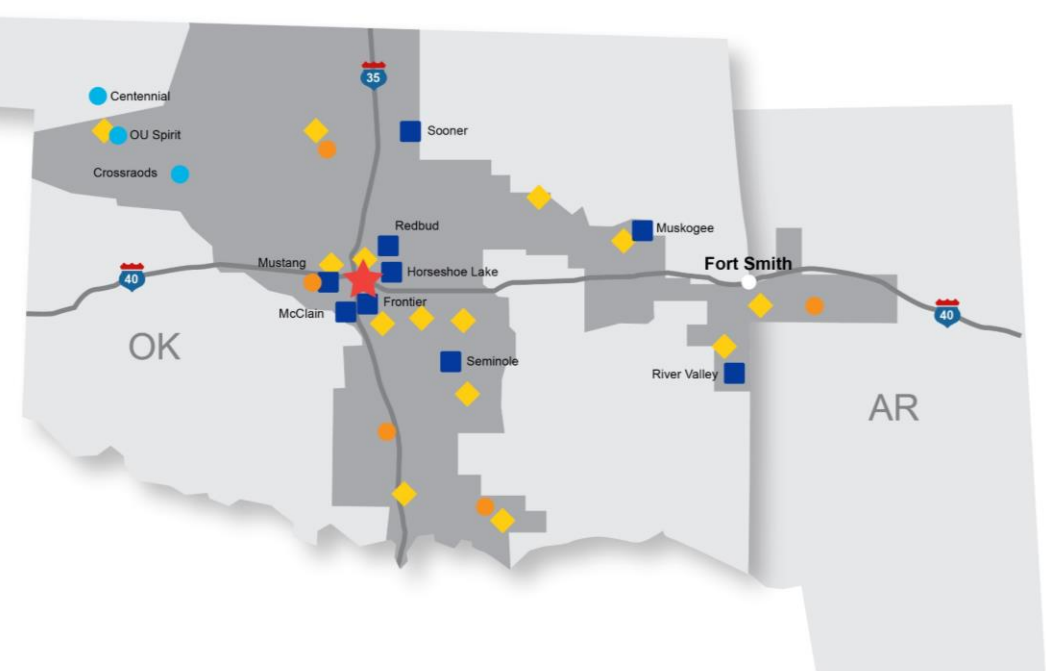 35
Centennial
Sooner
OU Spirit
Crossraods
Redbud
Muskogee
Mustang
Horseshoe Lake
Fort Smith
40
Frontier
McClain
40
OK
Seminole
River Valley
AR